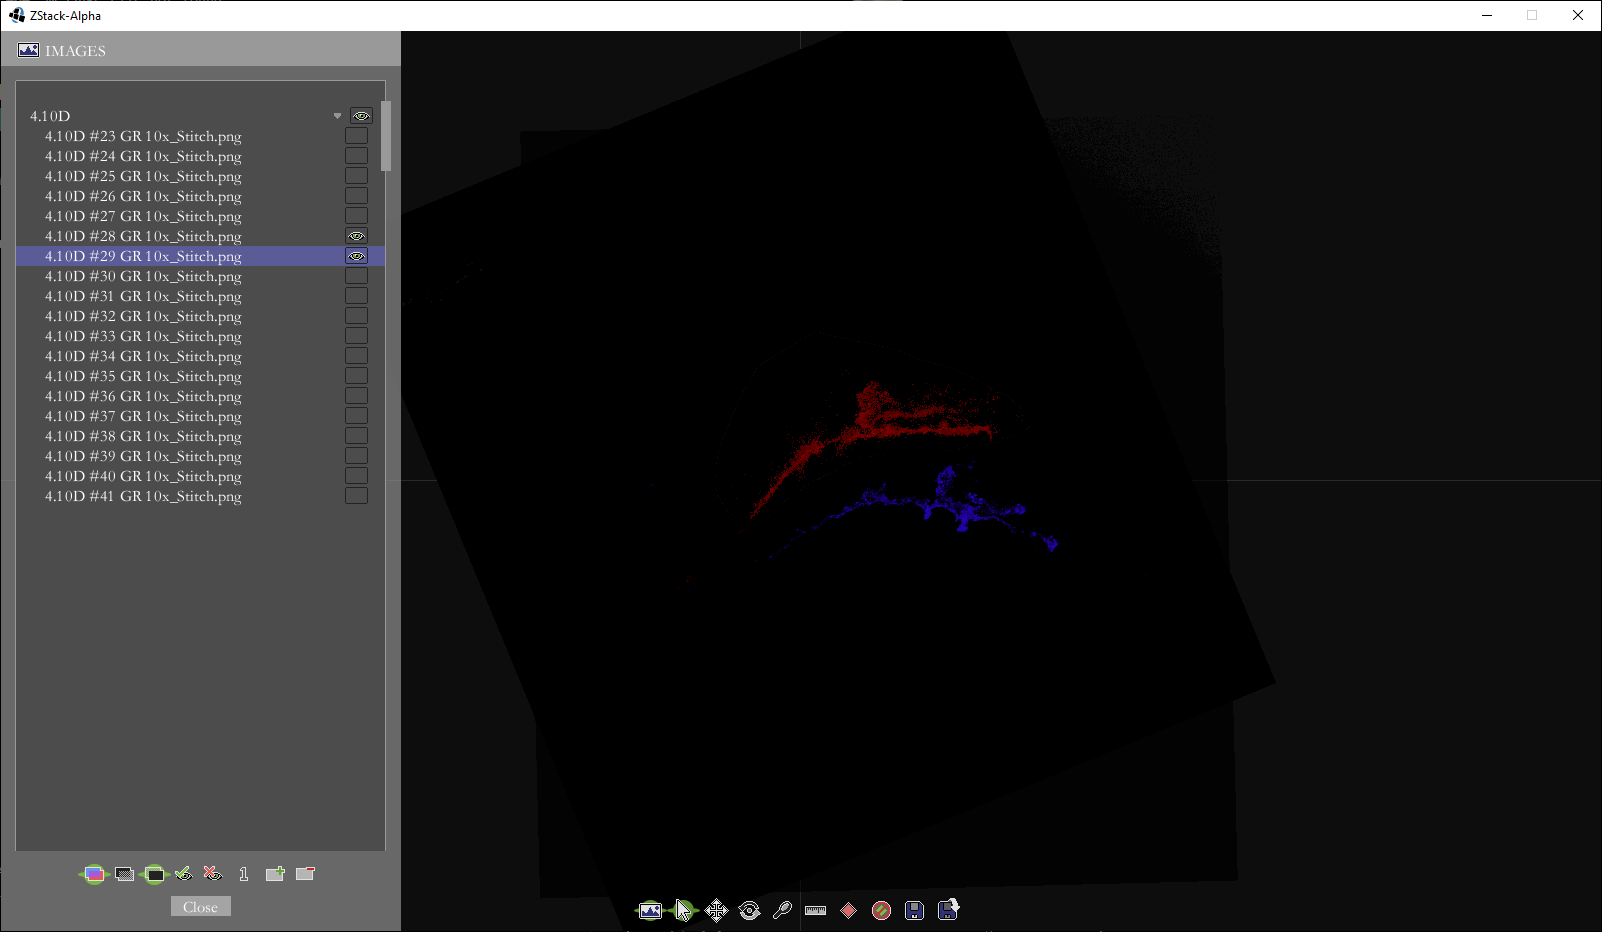 ZStack-Alpha
IMAGES
4.10D
4.10D #23 GR 10x_Stitch.png
4.10D #24 GR 10x_Stitch.png
4.10D #25 GR 10x_Stitch.png
4.10D #26 GR 10x_Stitch.png
4.10D #27 GR 10x_Stitch.png
4.10D #28 GR 10x_Stitch.png
4.10D #29 GR 10x_Stitch.png
4.10D #30 GR 10x_Stitch.png
4.10D #31 GR 10x_Stitch.png
4.10D #32 GR 10x_Stitch.png
4.10D #33 GR 10x_Stitch.png
4.10D #34 GR 10x_Stitch.png
4.10D #35 GR 10x_Stitch.png
4.10D #36 GR 10x_Stitch.png
4.10D #37 GR 10x_Stitch.png
4.10D #38 GR 10x_Stitch.png
4.10D #39 GR 10x_Stitch.png
4.10D #40 GR 10x_Stitch.png
4.10D #41 GR 10x_Stitch.png
1
Close